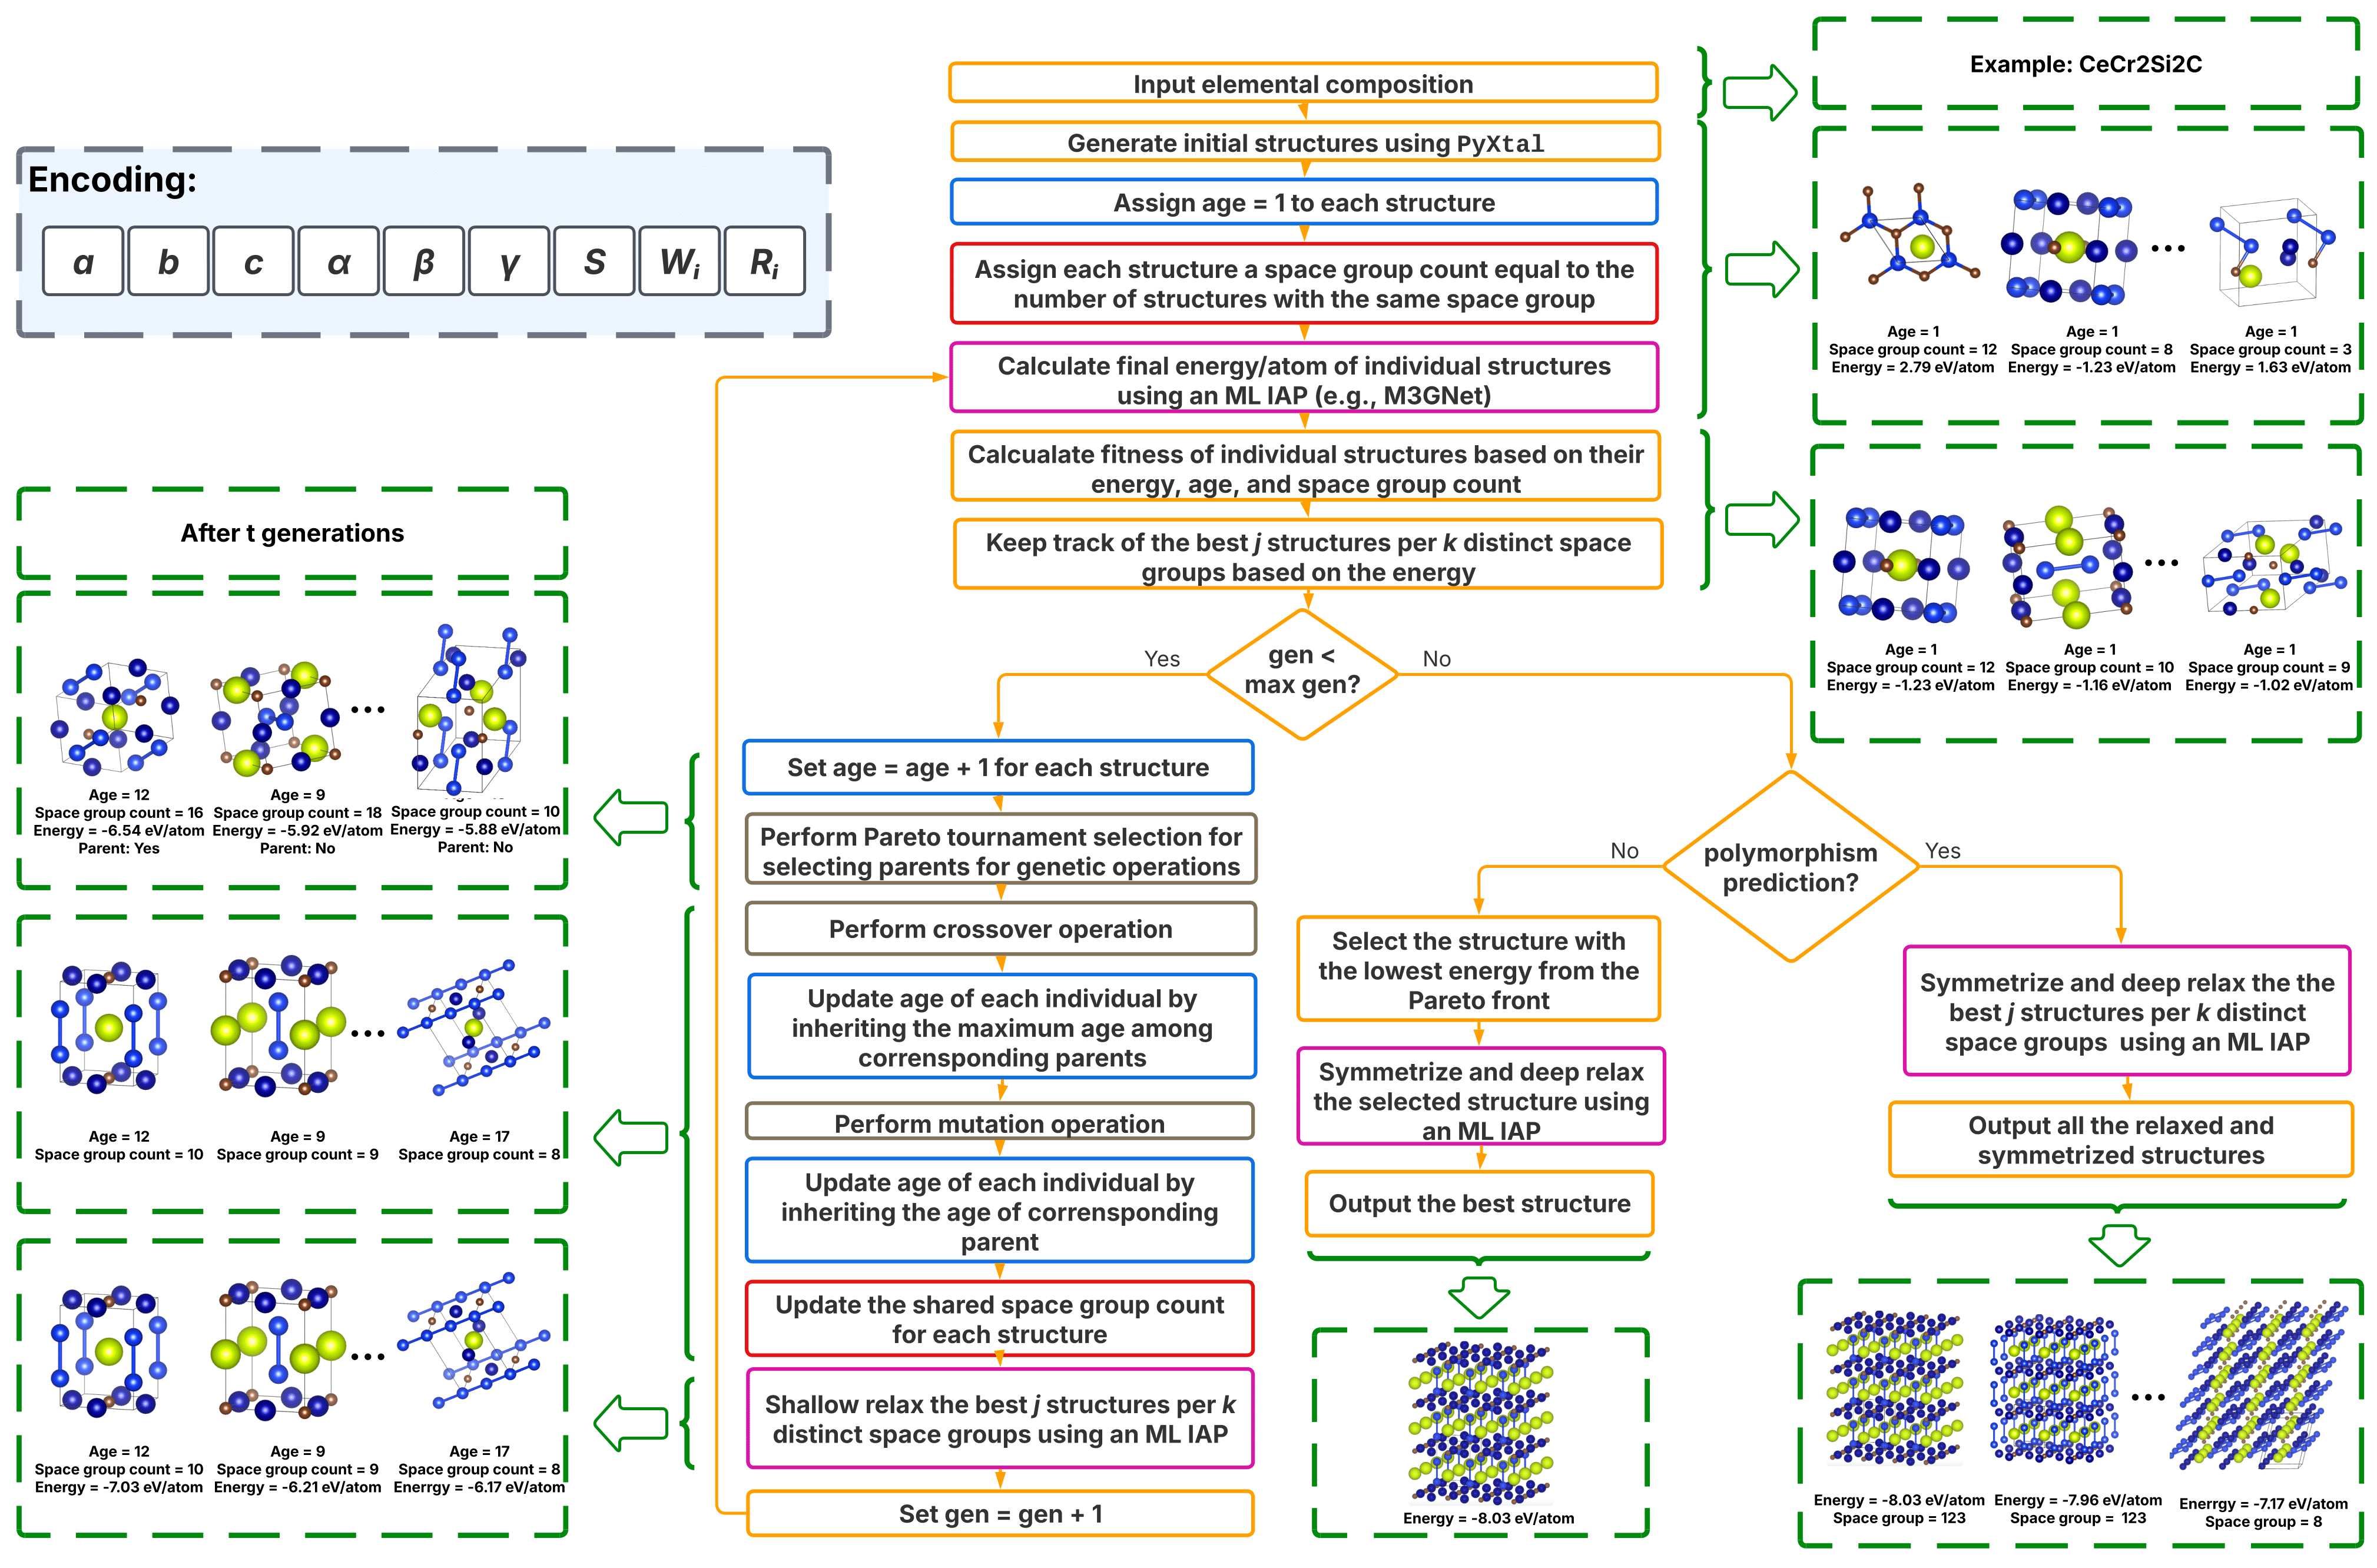 Encoding:
a b c α β γ S Wi Ri
Input elemental composition
Generate initial structures using PyXtal
Assign age = 1 to each structure
Assign each structure a space group count equal to the
number of structures with the same space group
Calculate final energy/atom of individual structures
using an ML IAP (e.g., M3GNet)
Calcualate fitness of individual structures based on their
energy, age, and space group count
Keep track of the best j structures per k distinct space
groups based on the energy
gen <
max gen?
Yes
No
Set age = age + 1 for each structure
Perform Pareto tournament selection for
selecting parents for genetic operations
Perform crossover operation
Update age of each individual by
inheriting the maximum age among
corrensponding parents
Perform mutation operation
Update age of each individual by
inheriting the age of corrensponding
parent
Update the shared space group count
for each structure
Shallow relax the best j structures per k
distinct space groups using an ML IAP
Set gen = gen + 1
polymorphism
prediction?
No
Yes
Select the structure with
the lowest energy from the
Pareto front
Symmetrize and deep relax
the selected structure using
an ML IAP
Output the best structure
Energy = -8.03 eV/atom
Symmetrize and deep relax the the
best j structures per k distinct
space groups using an ML IAP
Output all the relaxed and
symmetrized structures
Energy = -8.03 eV/atom
Space group = 123
Energy = -7.96 eV/atom
Space group = 123
•••
Enerrgy = -7.17 eV/atom
Space group = 8
Example: CeCr2Si2C
•••
Age = 1
Space group count = 12
Energy = 2.79 eV/atom
Age = 1
Space group count = 8
Energy = -1.23 eV/atom
Age = 1
Space group count = 3
Energy = 1.63 eV/atom
•••
Age = 1
Space group count = 12
Energy = -1.23 eV/atom
Age = 1
Space group count = 10
Energy = -1.16 eV/atom
Age = 1
Space group count = 9
Energy = -1.02 eV/atom
After t generations
•••
Age = 12
Space group count = 16
Energy = -6.54 eV/atom
Parent: Yes
Age = 9
Space group count = 18
Energy = -5.92 eV/atom
Parent: No
Space group count = 10
Energy = -5.88 eV/atom
Parent: No
•••
Age = 12
Space group count = 10
Age = 9
Space group count = 9
Age = 17
Space group count = 8
•••
Age = 12
Space group count = 10
Energy = -7.03 eV/atom
Age = 9
Space group count = 9
Energy = -6.21 eV/atom
Age = 17
Space group count = 8
Enerrgy = -6.17 eV/atom